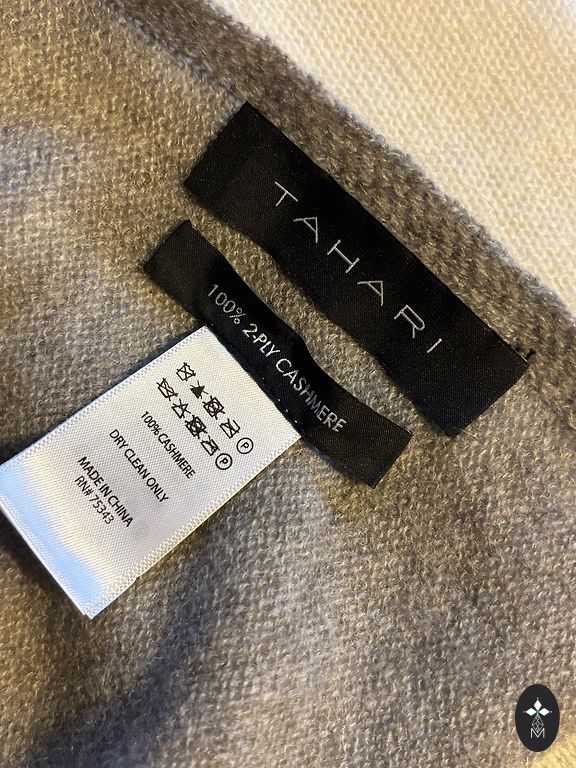 TAHARI
100% 2-PLY CASHMERE
P
P
100% CASHMERE
DRY CLEAN ONLY
MADE IN CHINA
RN# 75343
M